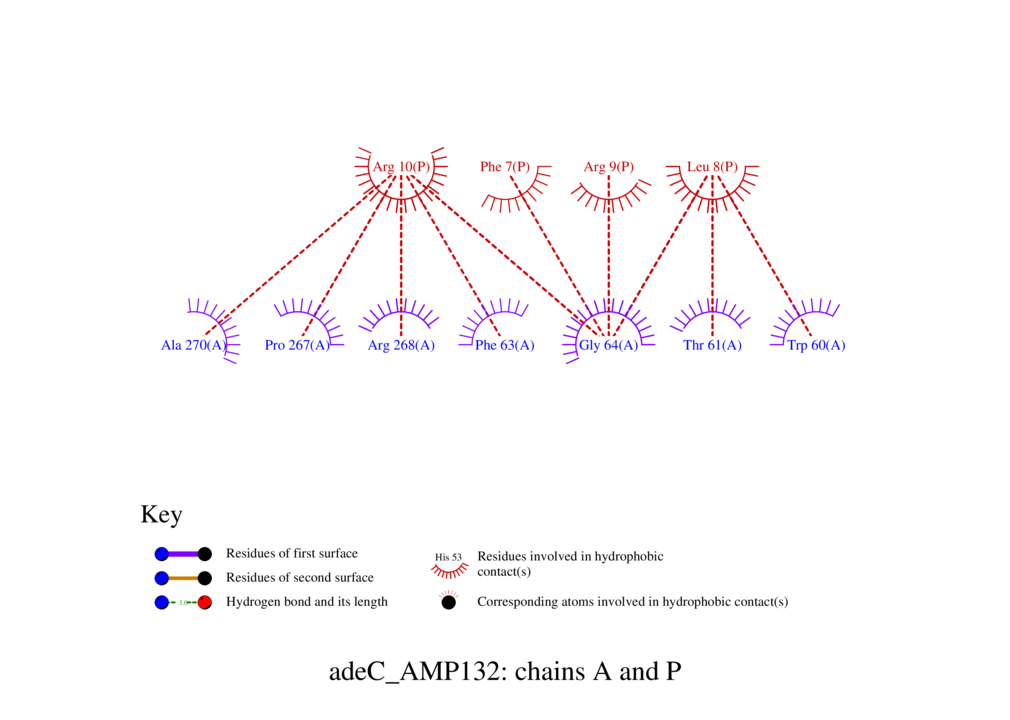 Arg 10(P) Phe 7(P) Arg 9(P) Leu 8(P)
Ala 270(A) Pro 267(A) Arg 268(A) Phe 63(A) Gly 64(A) Thr 61(A) Trp 60(A)
Key
Residues of first surface
Residues of second surface
3.0
Hydrogen bond and its length
His 53
Residues involved in hydrophobic
contact(s)
Corresponding atoms involved in hydrophobic contact(s)
adeC_AMP132: chains A and P